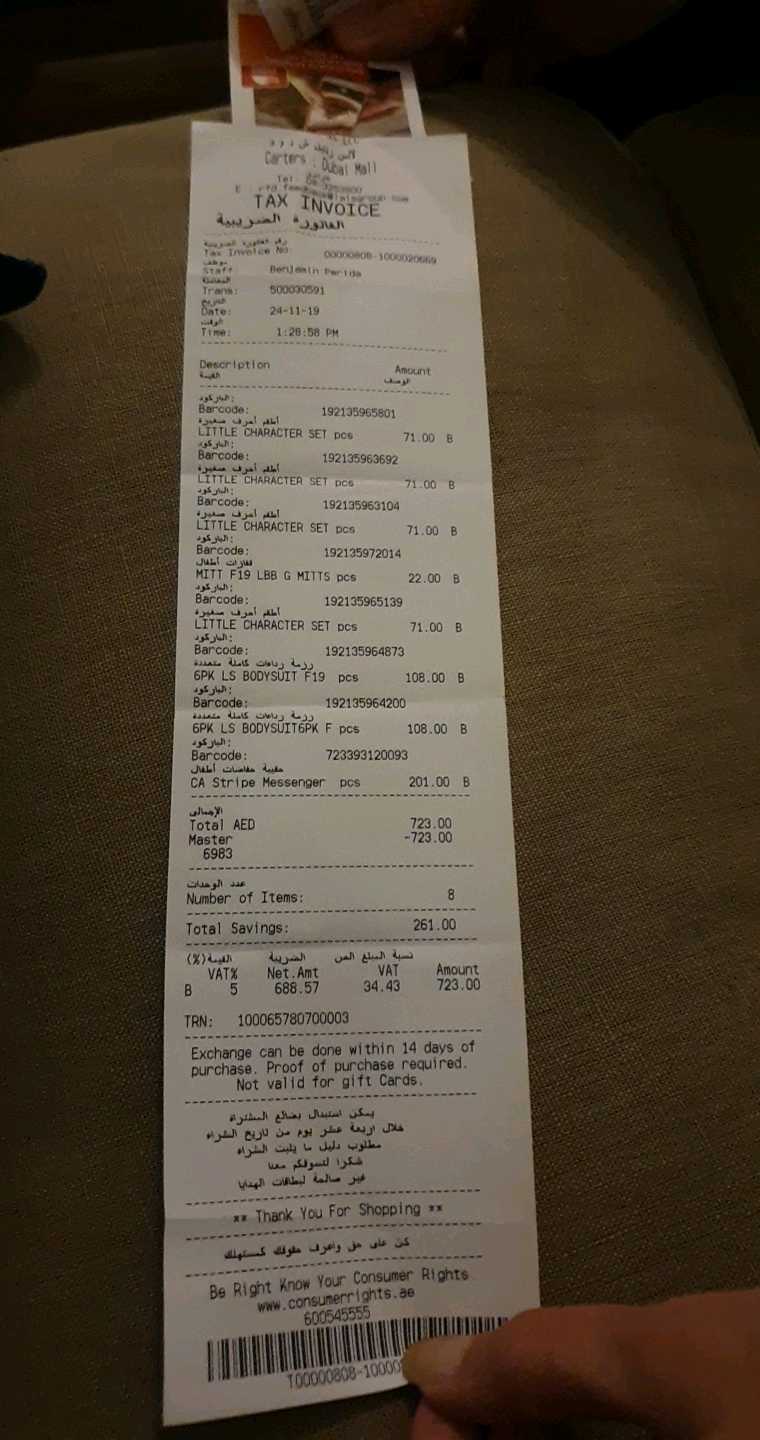 لالس ريتيل ش ذ م م
Carters : Dubai Mall
Tel:
TAX INVOICE
الفاتورة الضريبية
رقم الفاتورة الضريبية
Tax Invoice No: 00000808-1000020669
موظف
Staff Benjamin Perida
المعاملة
Trans: 500030591
التاريخ
Date: 24-11-19
الوقت
Time: 1:28:58 PM
Description Amount
القيمة الوصف
الباركود:
Barcode: 192135965801
أطقم أحرف صغيرة
LITTLE CHARACTER SET pcs 71.00 B
الباركود:
Barcode: 192135963692
أطقم أحرف صغيرة
LITTLE CHARACTER SET pcs 71.00 B
الباركود:
Barcode: 192135963104
أطقم أحرف صغيرة
LITTLE CHARACTER SET pcs 71.00 B
الباركود:
Barcode: 192135972014
قفازات أطفال
MITT F19 LBB G MITTS pcs 22.00 B
الباركود:
Barcode: 192135965139
أطقم أحرف صغيرة
LITTLE CHARACTER SET pcs 71.00 B
الباركود:
Barcode: 192135964873
رزمة رداءات كاملة متعددة
6PK LS BODYSUIT F19 pcs 108.00 B
الباركود:
Barcode: 192135964200
رزمة رداءات كاملة متعددة
6PK LS BODYSUIT6PK F pcs 108.00 B
الباركود:
Barcode: 723393120093
حقيبة حفاضات أطفال
CA Stripe Messenger pcs 201.00 B
الإجمالى
Total AED 723.00
Master -723.00
6983
عدد الوحدات
Number of Items: 8
Total Savings: 261.00
القيمة(%) الضريبة نسبة المبلغ الصن
VAT% Net.Amt VAT Amount
B 5 688.57 34.43 723.00
TRN: 100065780700003
Exchange can be done within 14 days of
purchase. Proof of purchase required.
Not valid for gift Cards.
يمكن استبدال بضائع المشتراه
خلال اربعة عشر يوم من تاريخ الشراء
مطلوب دليل ما يثبت الشراء
شكرا لتسوقكم معنا
غير صالحة لبطاقات الهدايا
** Thank You For Shopping **
كن على حق واعرف حقوقك كمستهلك
Be Right Know Your Consumer Rights
www.consumerrights.ae
600545555
T00000808-10000